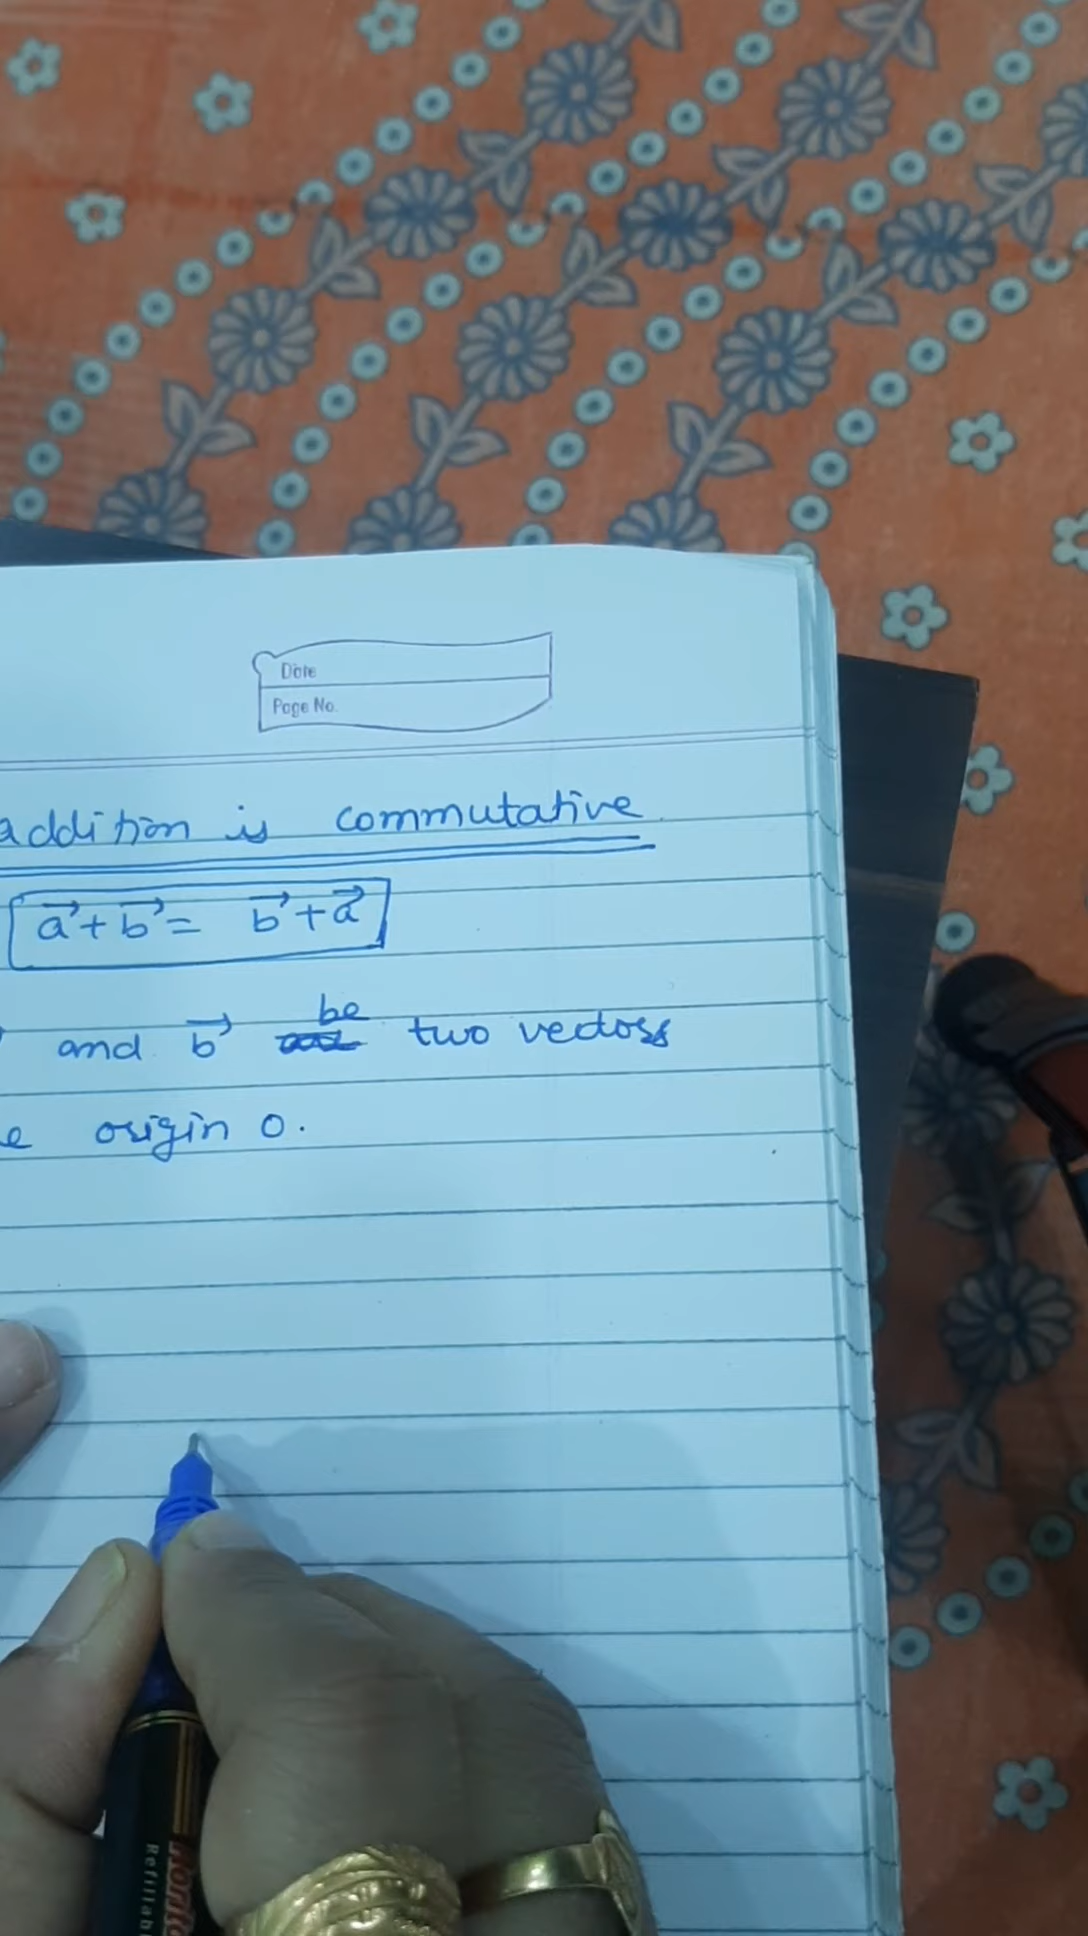 Date
Page No.
addition is commutative
a⃗ + b⃗ = b⃗ + a⃗
and b⃗ be two vectors
e origin O.